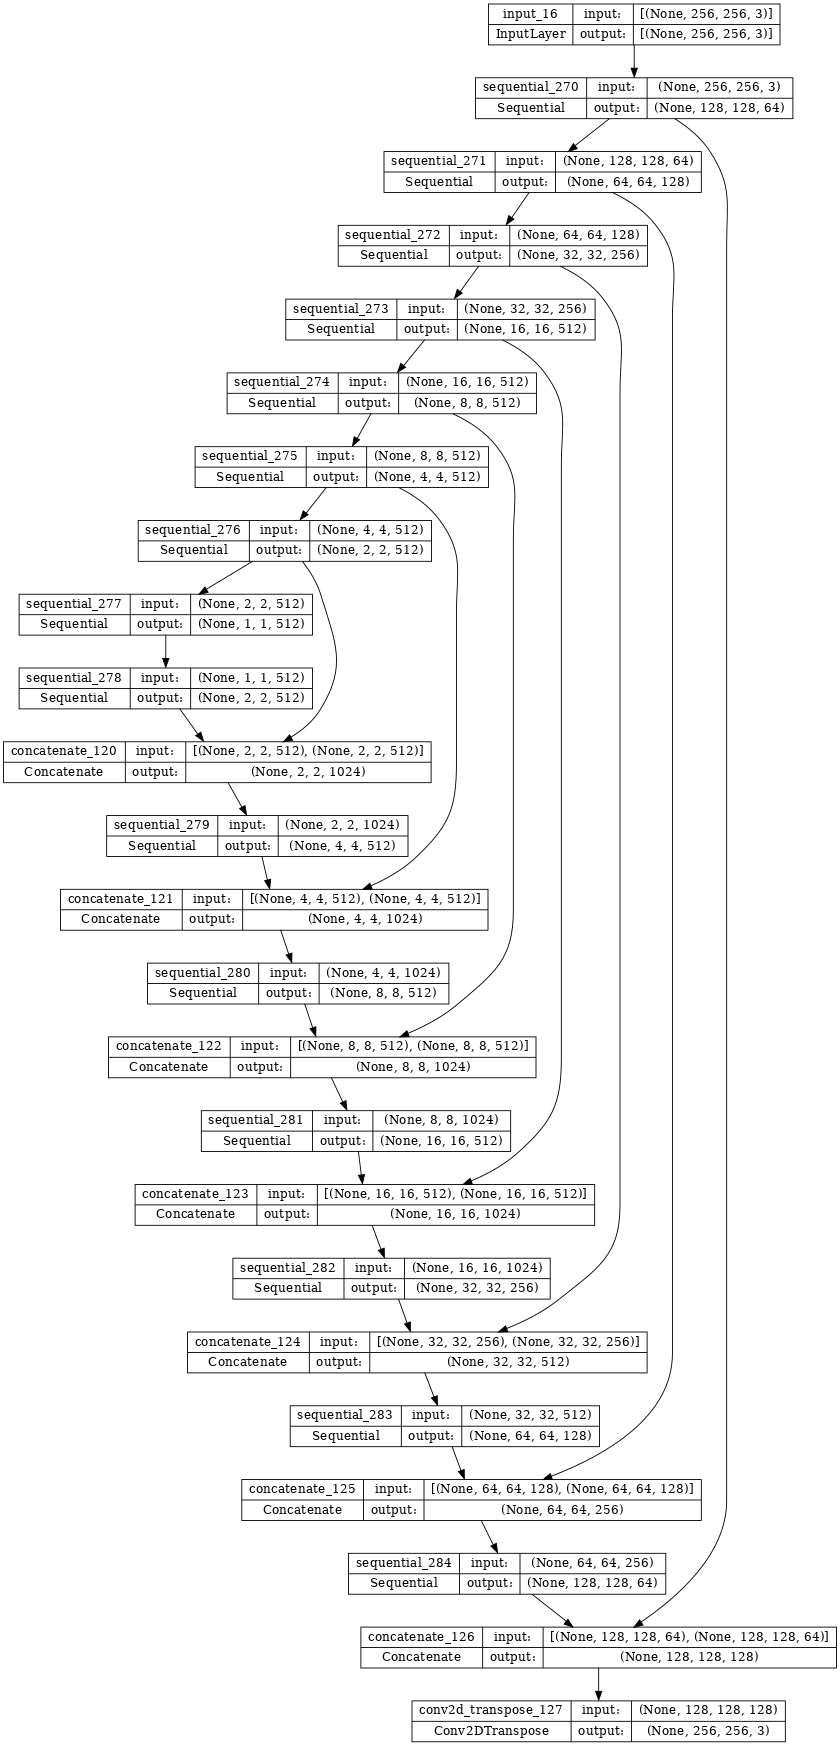 input_16 input: [(None, 256, 256, 3)]
InputLayer output: [(None, 256, 256, 3)]
sequential_270 input: (None, 256, 256, 3)
Sequential output: (None, 128, 128, 64)
sequential_271 input: (None, 128, 128, 64)
Sequential output: (None, 64, 64, 128)
sequential_272 input: (None, 64, 64, 128)
Sequential output: (None, 32, 32, 256)
sequential_273 input: (None, 32, 32, 256)
Sequential output: (None, 16, 16, 512)
sequential_274 input: (None, 16, 16, 512)
Sequential output: (None, 8, 8, 512)
sequential_275 input: (None, 8, 8, 512)
Sequential output: (None, 4, 4, 512)
sequential_276 input: (None, 4, 4, 512)
Sequential output: (None, 2, 2, 512)
sequential_277 input: (None, 2, 2, 512)
Sequential output: (None, 1, 1, 512)
sequential_278 input: (None, 1, 1, 512)
Sequential output: (None, 2, 2, 512)
concatenate_120 input: [(None, 2, 2, 512), (None, 2, 2, 512)]
Concatenate output: (None, 2, 2, 1024)
sequential_279 input: (None, 2, 2, 1024)
Sequential output: (None, 4, 4, 512)
concatenate_121 input: [(None, 4, 4, 512), (None, 4, 4, 512)]
Concatenate output: (None, 4, 4, 1024)
sequential_280 input: (None, 4, 4, 1024)
Sequential output: (None, 8, 8, 512)
concatenate_122 input: [(None, 8, 8, 512), (None, 8, 8, 512)]
Concatenate output: (None, 8, 8, 1024)
sequential_281 input: (None, 8, 8, 1024)
Sequential output: (None, 16, 16, 512)
concatenate_123 input: [(None, 16, 16, 512), (None, 16, 16, 512)]
Concatenate output: (None, 16, 16, 1024)
sequential_282 input: (None, 16, 16, 1024)
Sequential output: (None, 32, 32, 256)
concatenate_124 input: [(None, 32, 32, 256), (None, 32, 32, 256)]
Concatenate output: (None, 32, 32, 512)
sequential_283 input: (None, 32, 32, 512)
Sequential output: (None, 64, 64, 128)
concatenate_125 input: [(None, 64, 64, 128), (None, 64, 64, 128)]
Concatenate output: (None, 64, 64, 256)
sequential_284 input: (None, 64, 64, 256)
Sequential output: (None, 128, 128, 64)
concatenate_126 input: [(None, 128, 128, 64), (None, 128, 128, 64)]
Concatenate output: (None, 128, 128, 128)
conv2d_transpose_127 input: (None, 128, 128, 128)
Conv2DTranspose output: (None, 256, 256, 3)